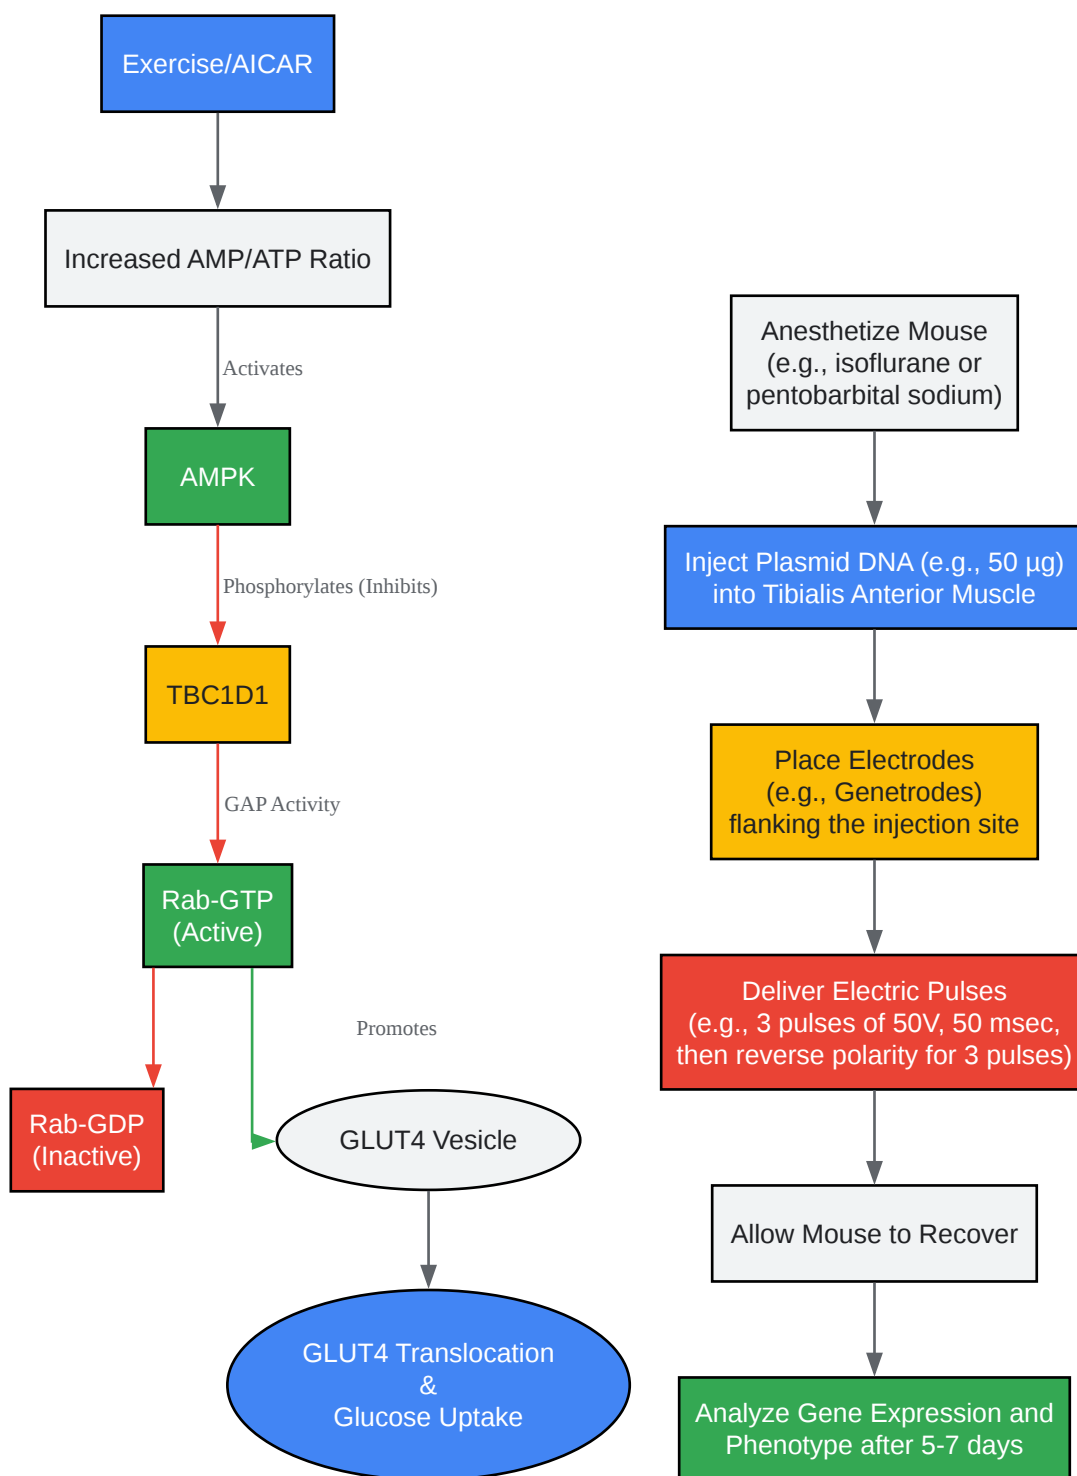 Exercise/AICAR
Increased AMP/ATP Ratio
Activates
AMPK
Phosphorylates (Inhibits)
TBC1D1
GAP Activity
Rab-GTP
(Active)
Promotes
Rab-GDP
(Inactive)
GLUT4 Vesicle
GLUT4 Translocation
&
Glucose Uptake
Anesthetize Mouse
(e.g., isoflurane or
pentobarbital sodium)
Inject Plasmid DNA (e.g., 50 µg)
into Tibialis Anterior Muscle
Place Electrodes
(e.g., Genetrodes)
flanking the injection site
Deliver Electric Pulses
(e.g., 3 pulses of 50V, 50 msec,
then reverse polarity for 3 pulses)
Allow Mouse to Recover
Analyze Gene Expression and
Phenotype after 5-7 days